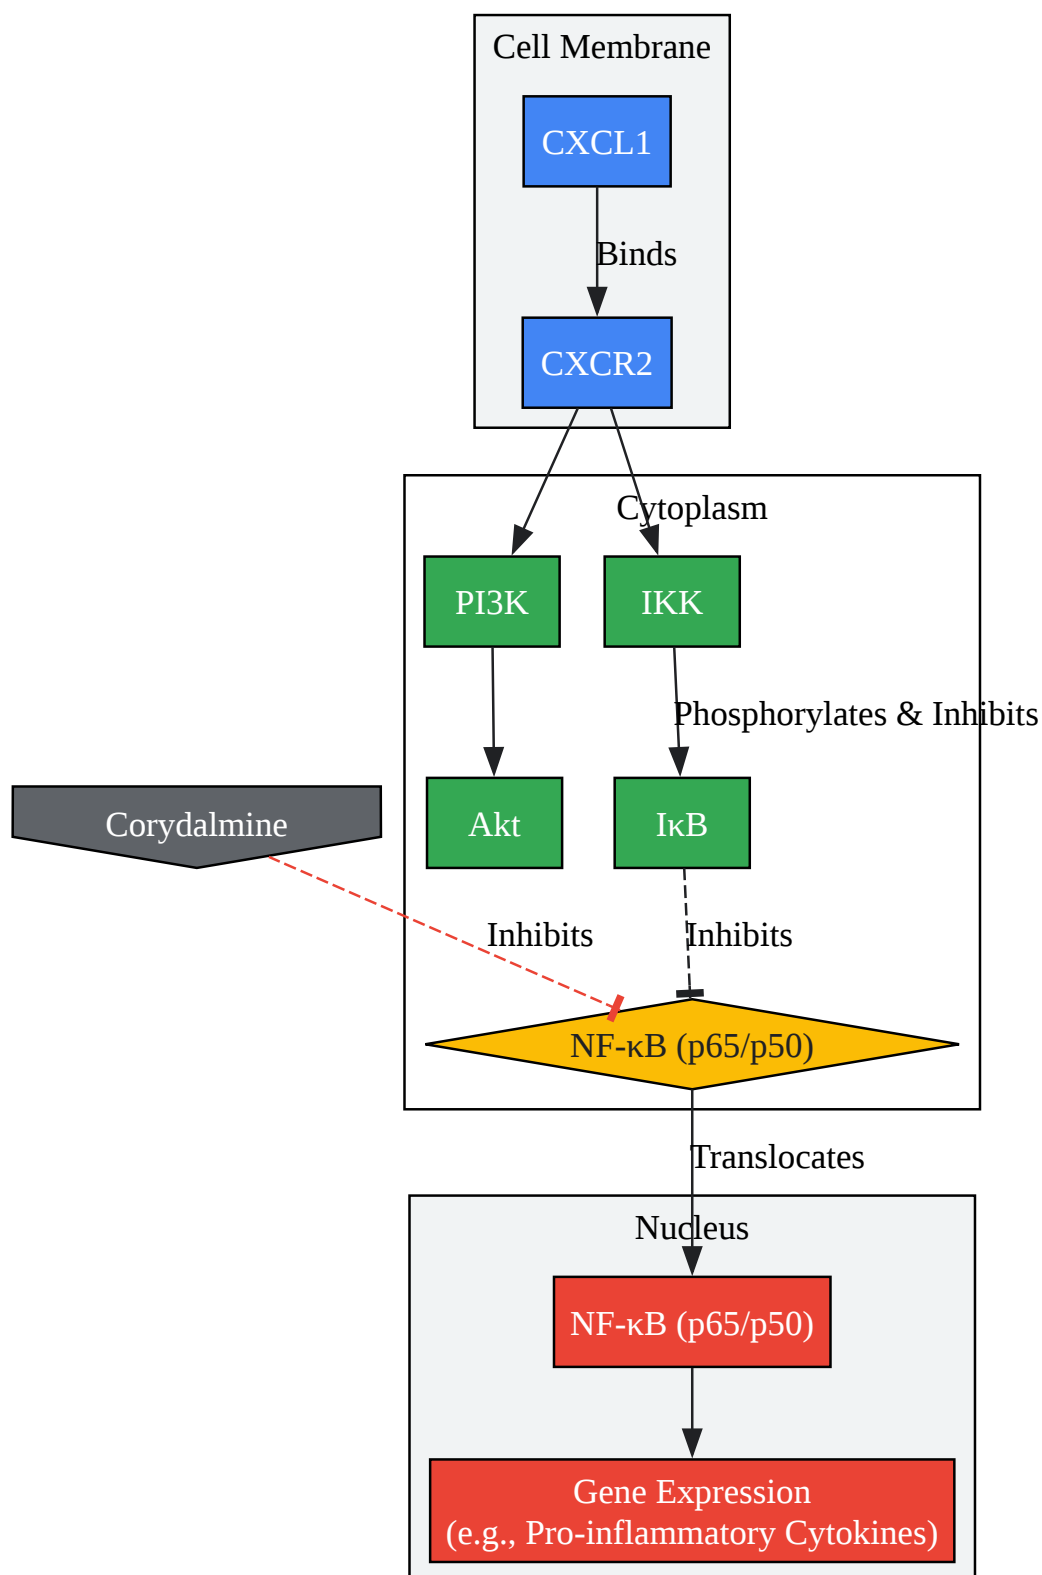 Cell Membrane
CXCL1
Binds
CXCR2
Cytoplasm
PI3K
IKK
Phosphorylates & Inhibits
Corydalmine
Akt
IκB
Inhibits
Inhibits
NF-κB (p65/p50)
Translocates
Nucleus
NF-κB (p65/p50)
Gene Expression
(e.g., Pro-inflammatory Cytokines)